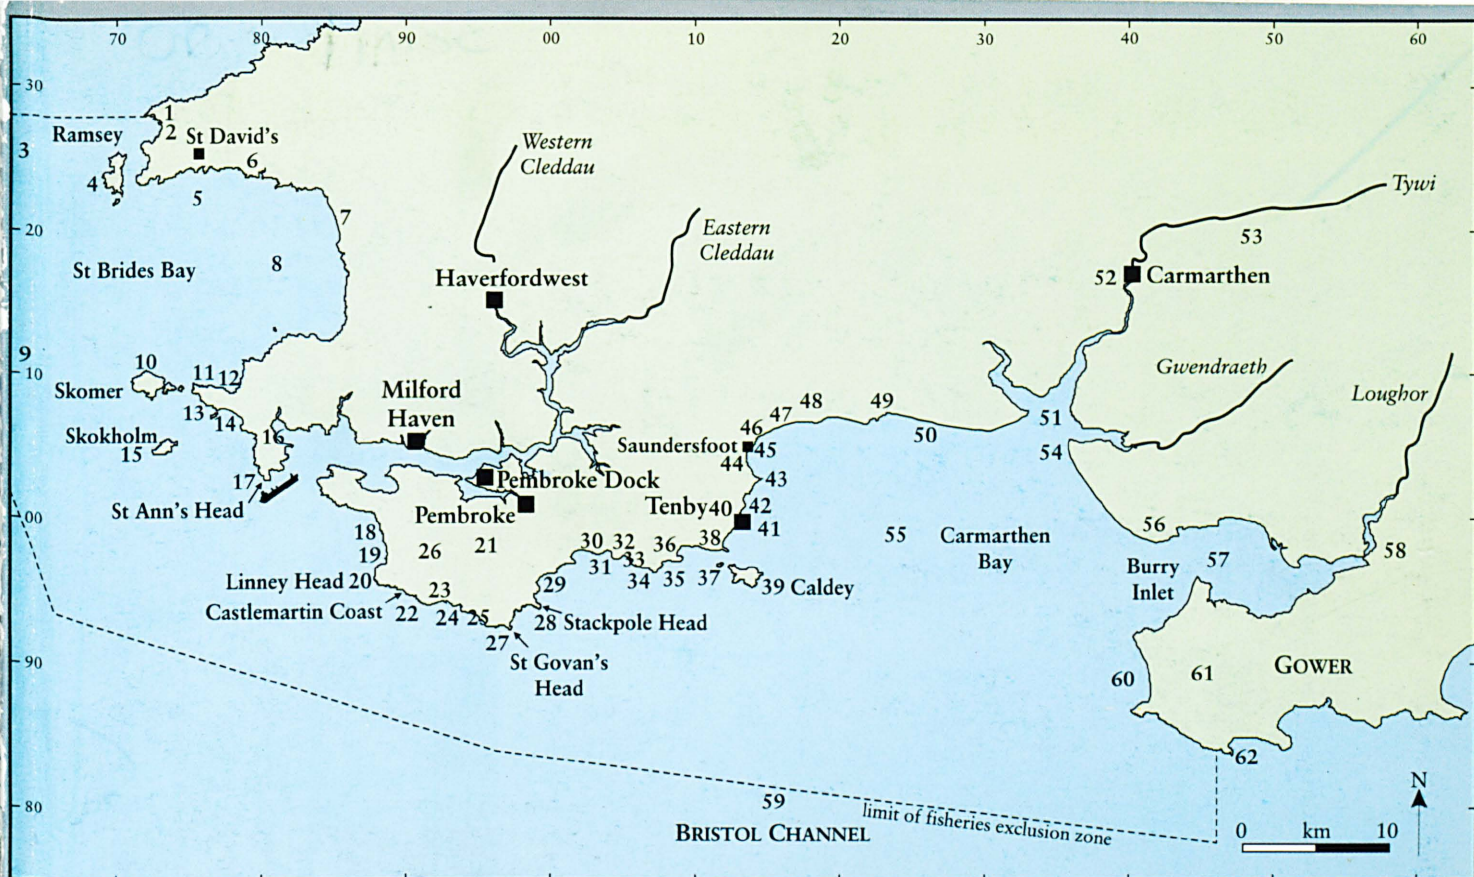 70 80 90 00 10 20 30 40 50 60
30
1
Ramsey
2 St David's
Western
Cleddau
3
6
4
5
Tywi
7
20
Eastern
Cleddau
53
St Brides Bay
8
Haverfordwest
52 Carmarthen
9
10
10
11 12
Gwendraeth
Skomer
Milford
Haven
Loughor
13
14
47 48 49
46
51
50
Skokholm
15
16
Saundersfoot 45
44
54
17
43
Pembroke Dock
St Ann's Head
Tenby 40 42
41
00
Pembroke
18
19
26
21
30 32 36 38
31 33
34 35 37
55
Carmarthen
Bay
56
57
58
Burry
Inlet
Linney Head 20
29
39 Caldey
Castlemartin Coast
22
23
24 25
28 Stackpole Head
27
St Govan's
Head
90
60
61
GOWER
62
80
59
limit of fisheries exclusion zone
BRISTOL CHANNEL
N
0 km 10